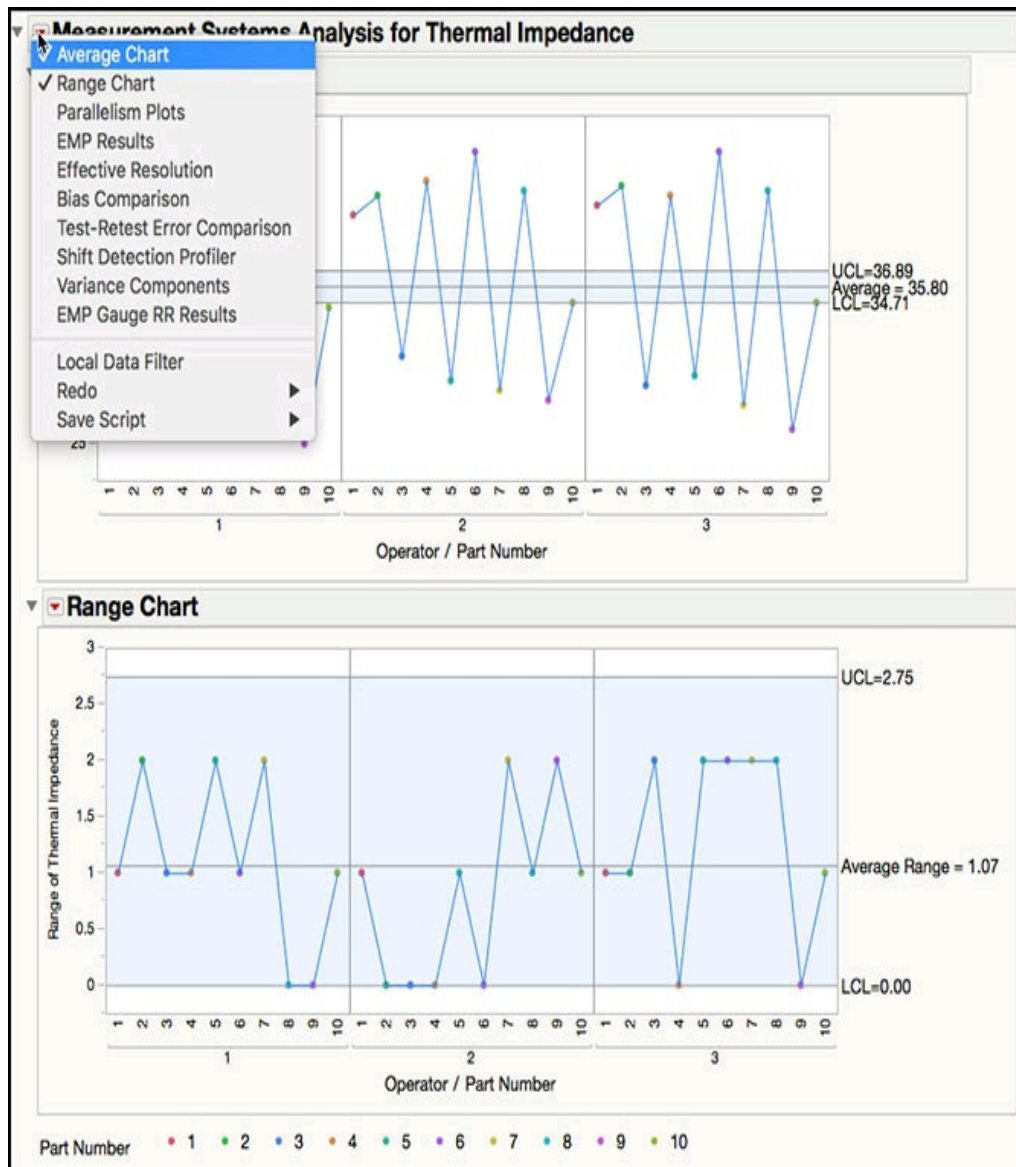 Measurement Systems Analysis for Thermal Impedance
Average Chart
Range Chart
Parallelism Plots
EMP Results
Effective Resolution
Bias Comparison
Test-Retest Error Comparison
Shift Detection Profiler
Variance Components
EMP Gauge RR Results
Local Data Filter
Redo
Save Script
UCL=36.89
Average = 35.80
LCL=34.71
25
1 2 3 4 5 6 7 8 9 10 1 2 3 4 5 6 7 8 9 10 1 2 3 4 5 6 7 8 9 10
1 2 3
Operator / Part Number
Range Chart
Range of Thermal Impedance
3
2.5
2
1.5
1
0.5
0
UCL=2.75
Average Range = 1.07
LCL=0.00
1 2 3 4 5 6 7 8 9 10 1 2 3 4 5 6 7 8 9 10 1 2 3 4 5 6 7 8 9 10
1 2 3
Operator / Part Number
Part Number 1 2 3 4 5 6 7 8 9 10